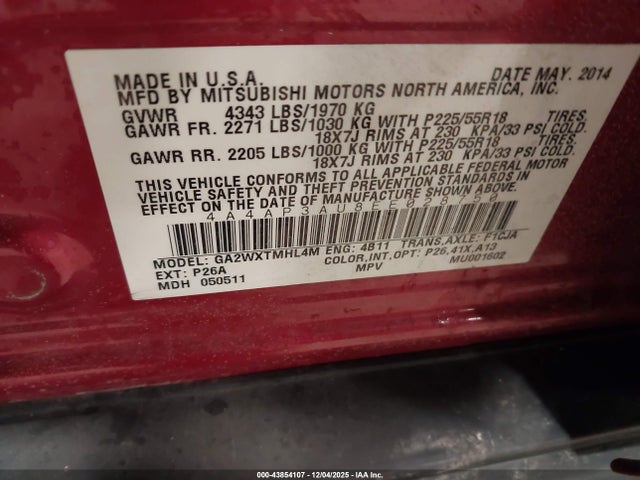 MADE IN U.S.A. DATE MAY. 2014
MFD BY MITSUBISHI MOTORS NORTH AMERICA, INC.
GVWR 4343 LBS/1970 KG
GAWR FR. 2271 LBS/1030 KG WITH P225/55R18 TIRES,
18X7J RIMS AT 230 KPA/33 PSI COLD.
GAWR RR. 2205 LBS/1000 KG WITH P225/55R18 TIRES,
18X7J RIMS AT 230 KPA/33 PSI COLD.
THIS VEHICLE CONFORMS TO ALL APPLICABLE FEDERAL MOTOR
VEHICLE SAFETY AND THEFT PREVENTION STANDARDS IN
EFFECT ON THE DATE OF MANUFACTURE SHOWN ABOVE.
4A4AP3AU8EE028750
MODEL: GA2WXTMHL4M ENG: 4B11 TRANS,AXLE: F1CJA
EXT: P26A COLOR,INT,OPT: P26,41X,A13
MDH 050511 MPV MU001602
000-43854107 - 12/04/2025 - IAA Inc.